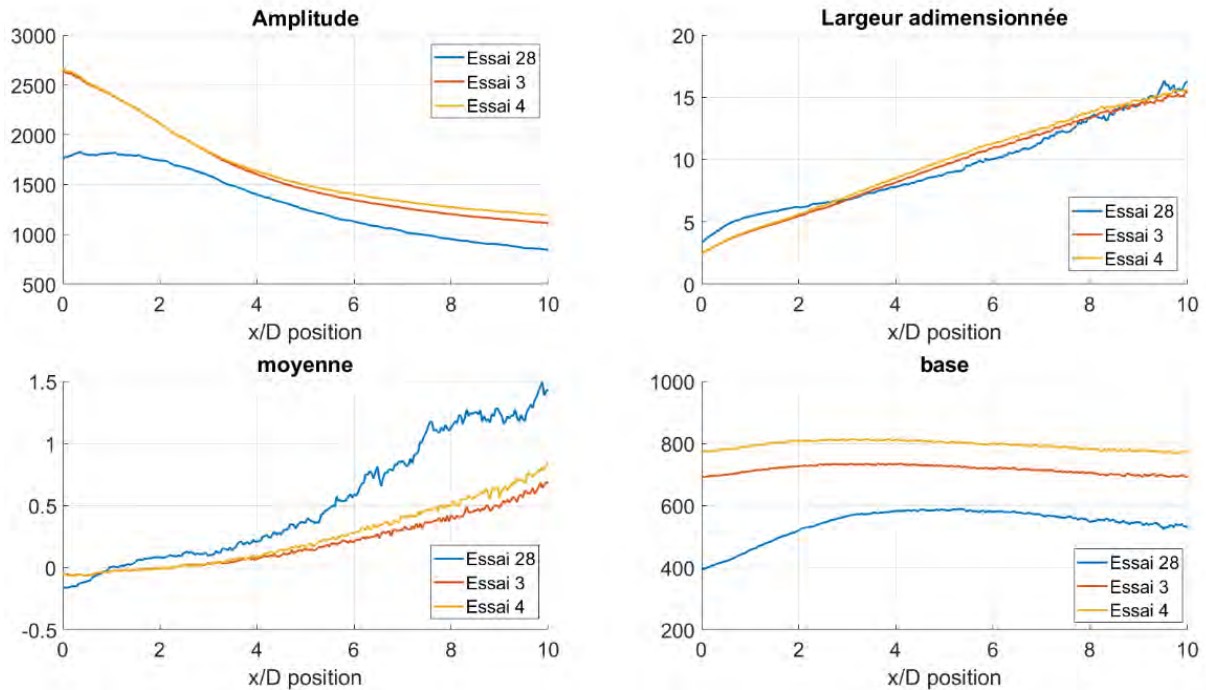 Amplitude
3000
2500
2000
1500
1000
500
0 2 4 6 8 10
x/D position
Essai 28
Essai 3
Essai 4
Largeur adimensionnée
20
15
10
5
0
0 2 4 6 8 10
x/D position
Essai 28
Essai 3
Essai 4
moyenne
1.5
1
0.5
0
-0.5
0 2 4 6 8 10
x/D position
Essai 28
Essai 3
Essai 4
base
1000
800
600
400
200
0 2 4 6 8 10
x/D position
Essai 28
Essai 3
Essai 4